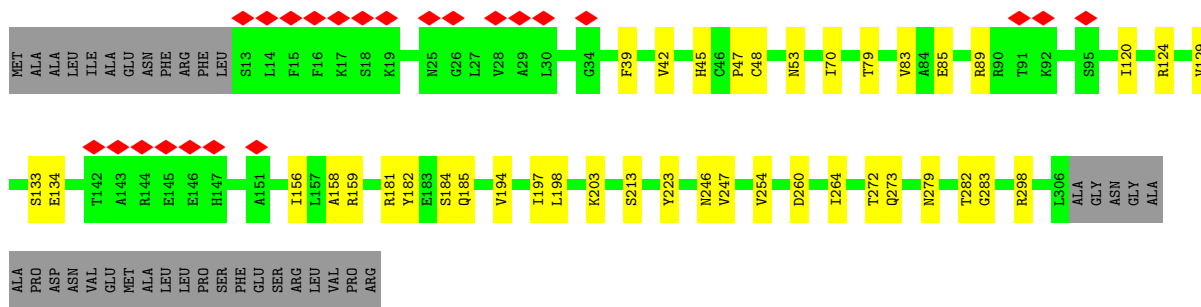 MET ALA ALA LEU ILE ALA GLU ASN PHE ARG PHE LEU S13 L14 F15 F16 K17 S18 K19 N25 G26 L27 V28 A29 L30 G34 F39 V42 H45 C46 P47 C48 N53 I70 T79 V83 A84 E85 R89 R90 T91 K92 S95 I120 R124
S133 E134 T142 A143 R144 E145 E146 H147 A151 I156 L157 A158 R159 R181 Y182 E183 S184 Q185 V194 I197 L198 K203 S213 Y223 N246 V247 V254 D260 I264 T272 Q273 N279 T282 G283 R298 L306 ALA GLY ASN GLY ALA
ALA PRO ASP ASN VAL GLU MET ALA LEU LEU PRO SER PHE GLU SER ARG LEU VAL PRO ARG